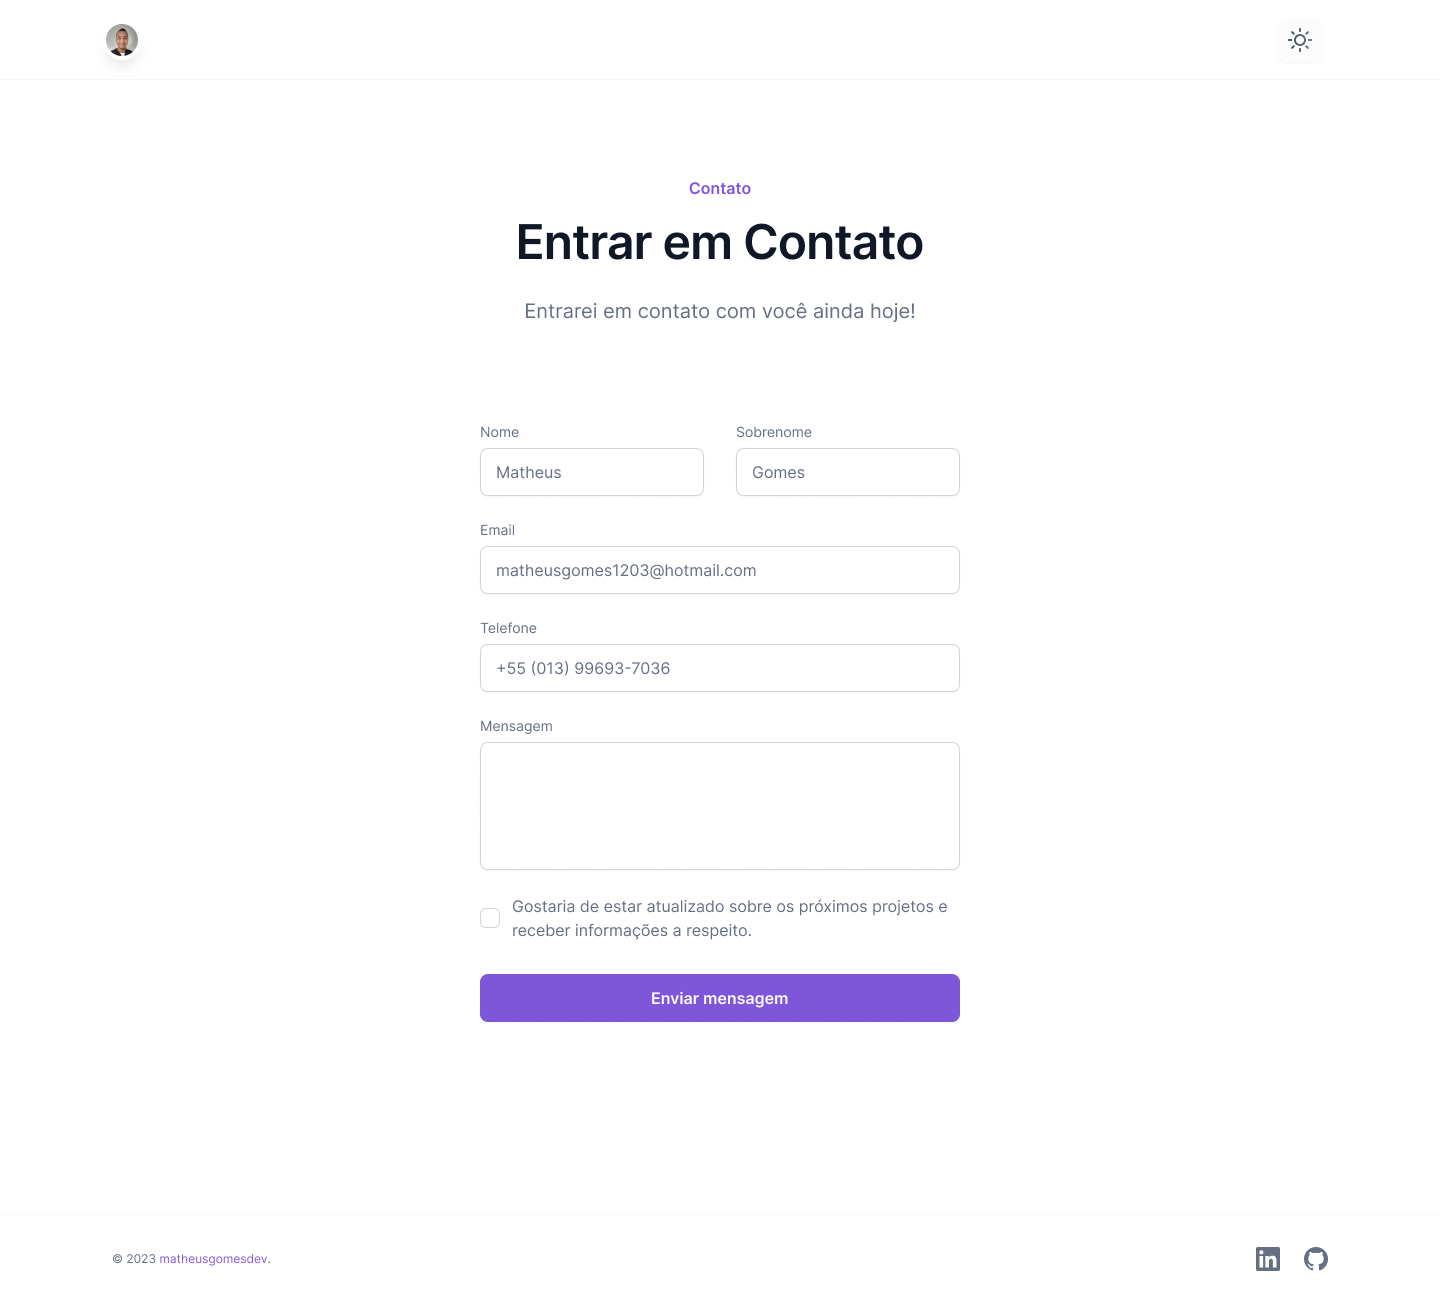 Contato
Entrar em Contato
Entrarei em contato com você ainda hoje!
Nome
Sobrenome
Matheus
Gomes
Email
matheusgomes1203@hotmail.com
Telefone
+55 (013) 99693-7036
Mensagem
Gostaria de estar atualizado sobre os próximos projetos e
receber informações a respeito.
Enviar mensagem
© 2023 matheusgomesdev.
in